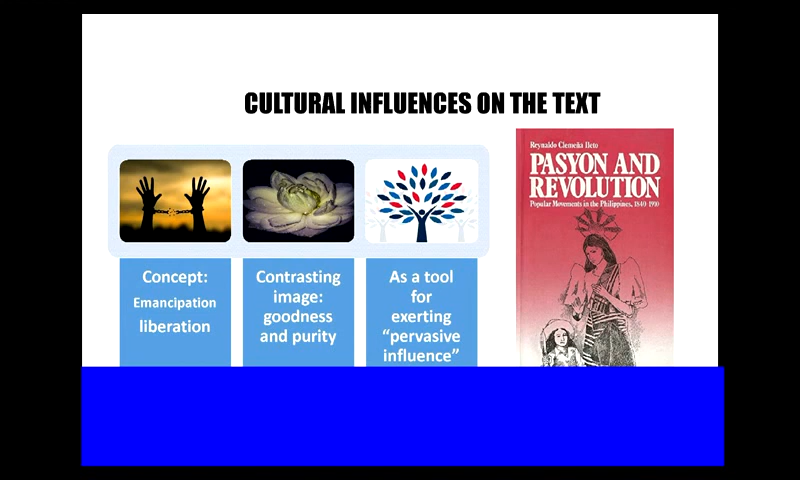 CULTURAL INFLUENCES ON THE TEXT
Concept:
Emancipation
liberation
Contrasting
image:
goodness
and purity
As a tool
for
exerting
“pervasive
influence”
Reynaldo Clemeña Ileto
PASYON AND
REVOLUTION
Popular Movements in the Philippines, 1840-1910